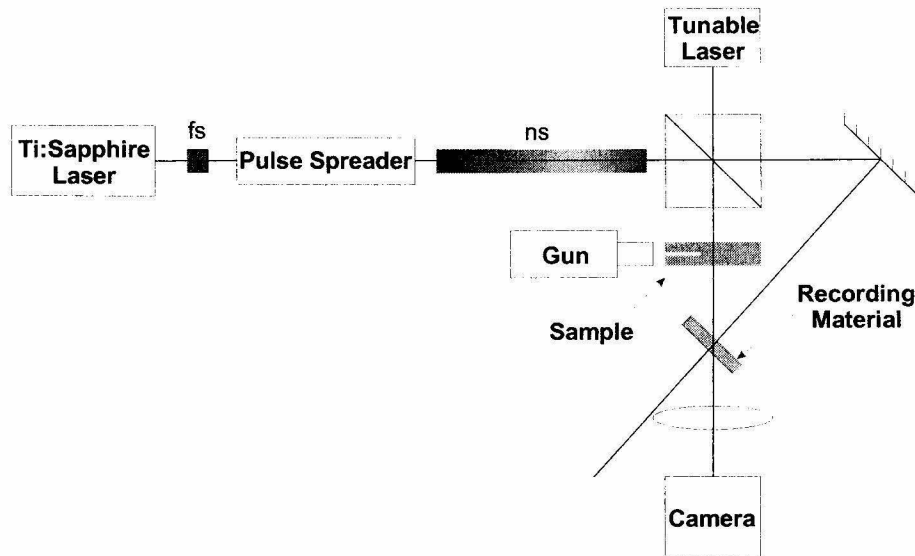 Tunable
Laser
fs
ns
Ti:Sapphire
Laser
Pulse Spreader
Gun
Sample
Recording
Material
Camera